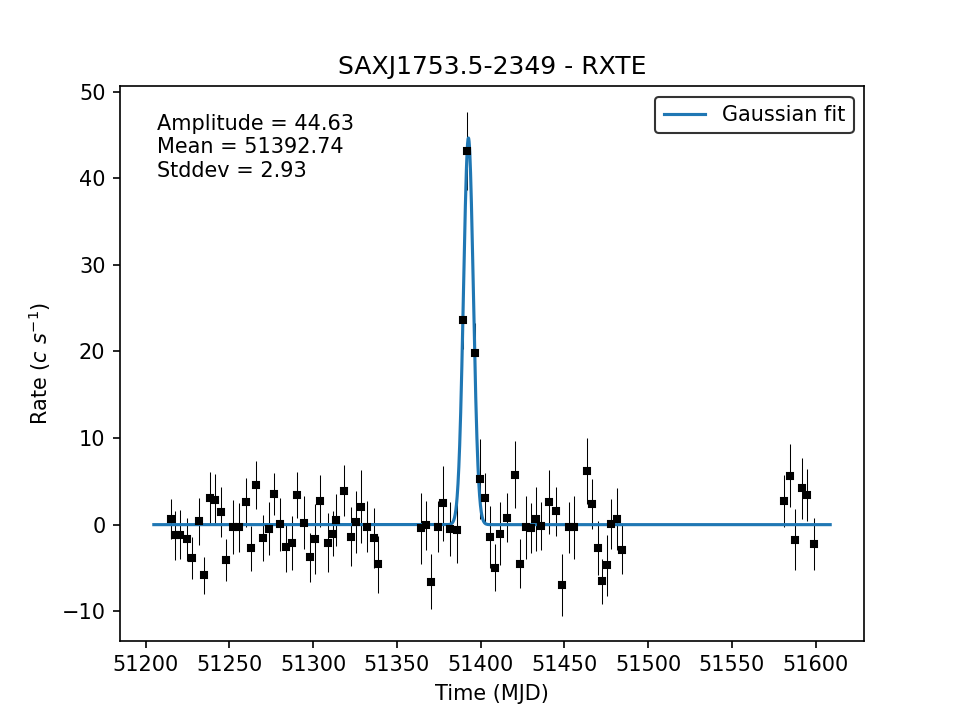 SAXJ1753.5-2349 - RXTE
Amplitude = 44.63
Mean = 51392.74
Stddev = 2.93
Gaussian fit
50
40
30
20
10
0
−10
Rate (c s⁻¹)
51200 51250 51300 51350 51400 51450 51500 51550 51600
Time (MJD)